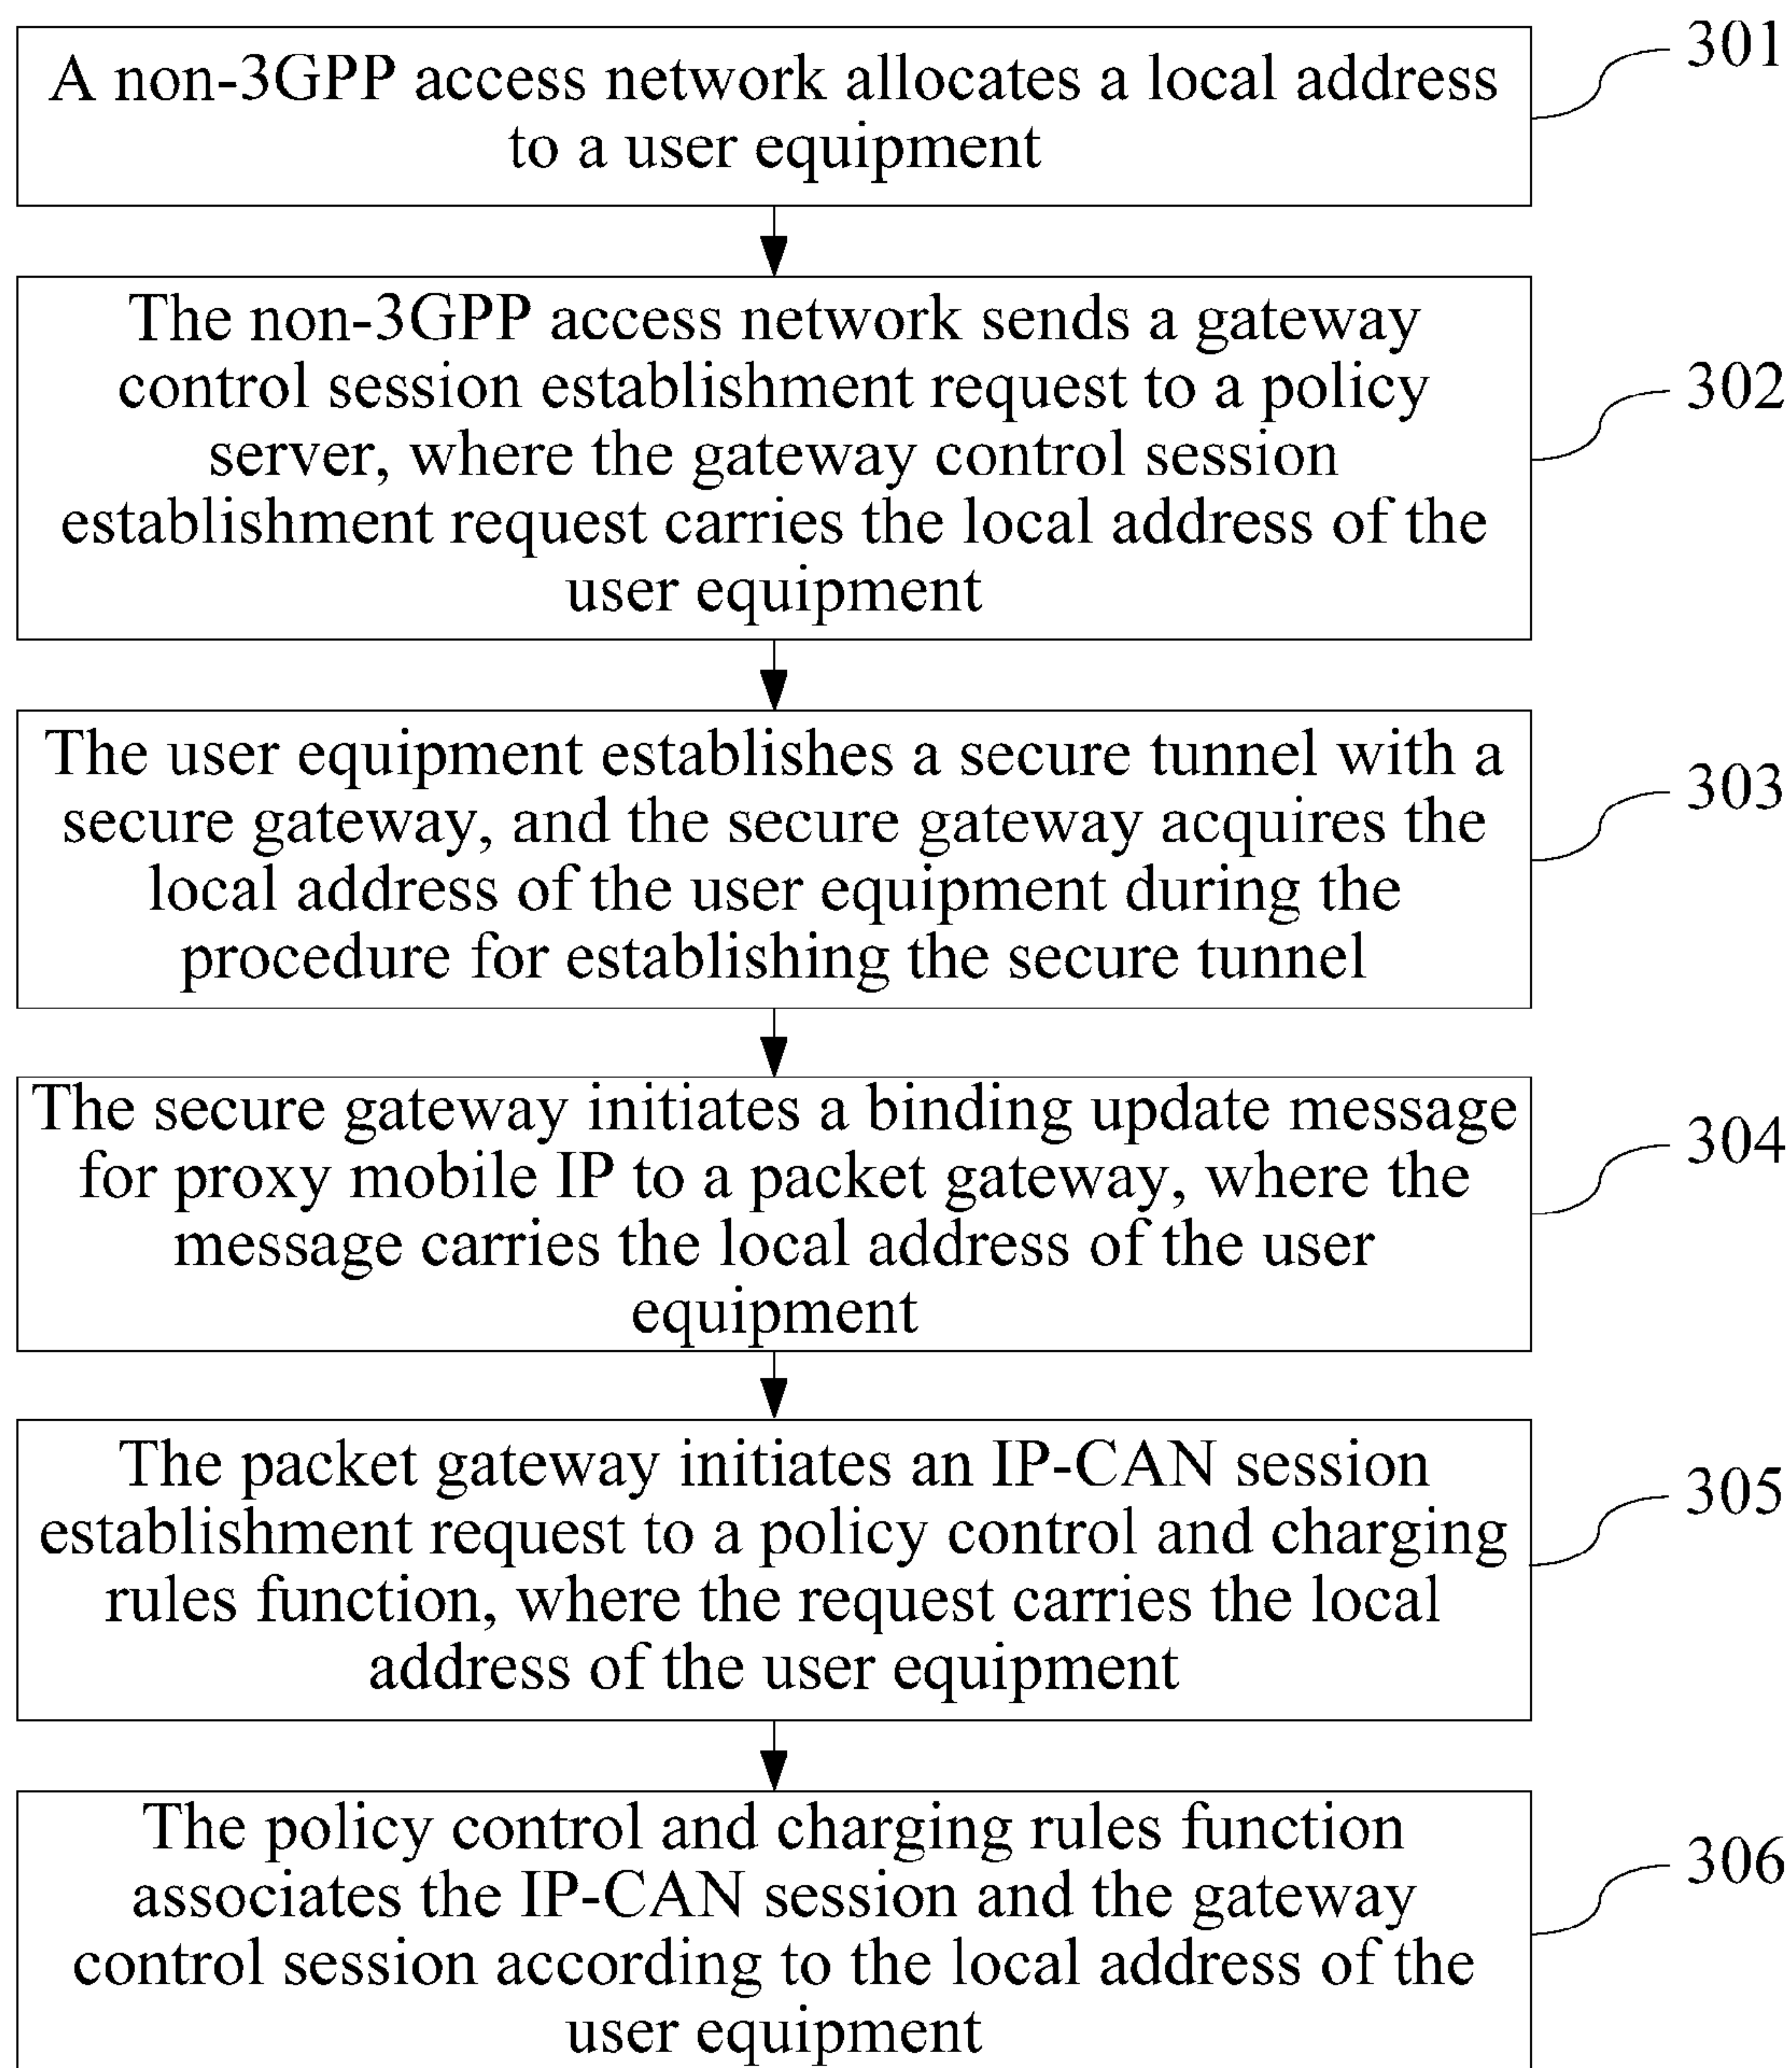 A non-3GPP access network allocates a local address
to a user equipment
301
The non-3GPP access network sends a gateway
control session establishment request to a policy
server, where the gateway control session
establishment request carries the local address of the
user equipment
302
The user equipment establishes a secure tunnel with a
secure gateway, and the secure gateway acquires the
local address of the user equipment during the
procedure for establishing the secure tunnel
303
The secure gateway initiates a binding update message
for proxy mobile IP to a packet gateway, where the
message carries the local address of the user
equipment
304
The packet gateway initiates an IP-CAN session
establishment request to a policy control and charging
rules function, where the request carries the local
address of the user equipment
305
The policy control and charging rules function
associates the IP-CAN session and the gateway
control session according to the local address of the
user equipment
306